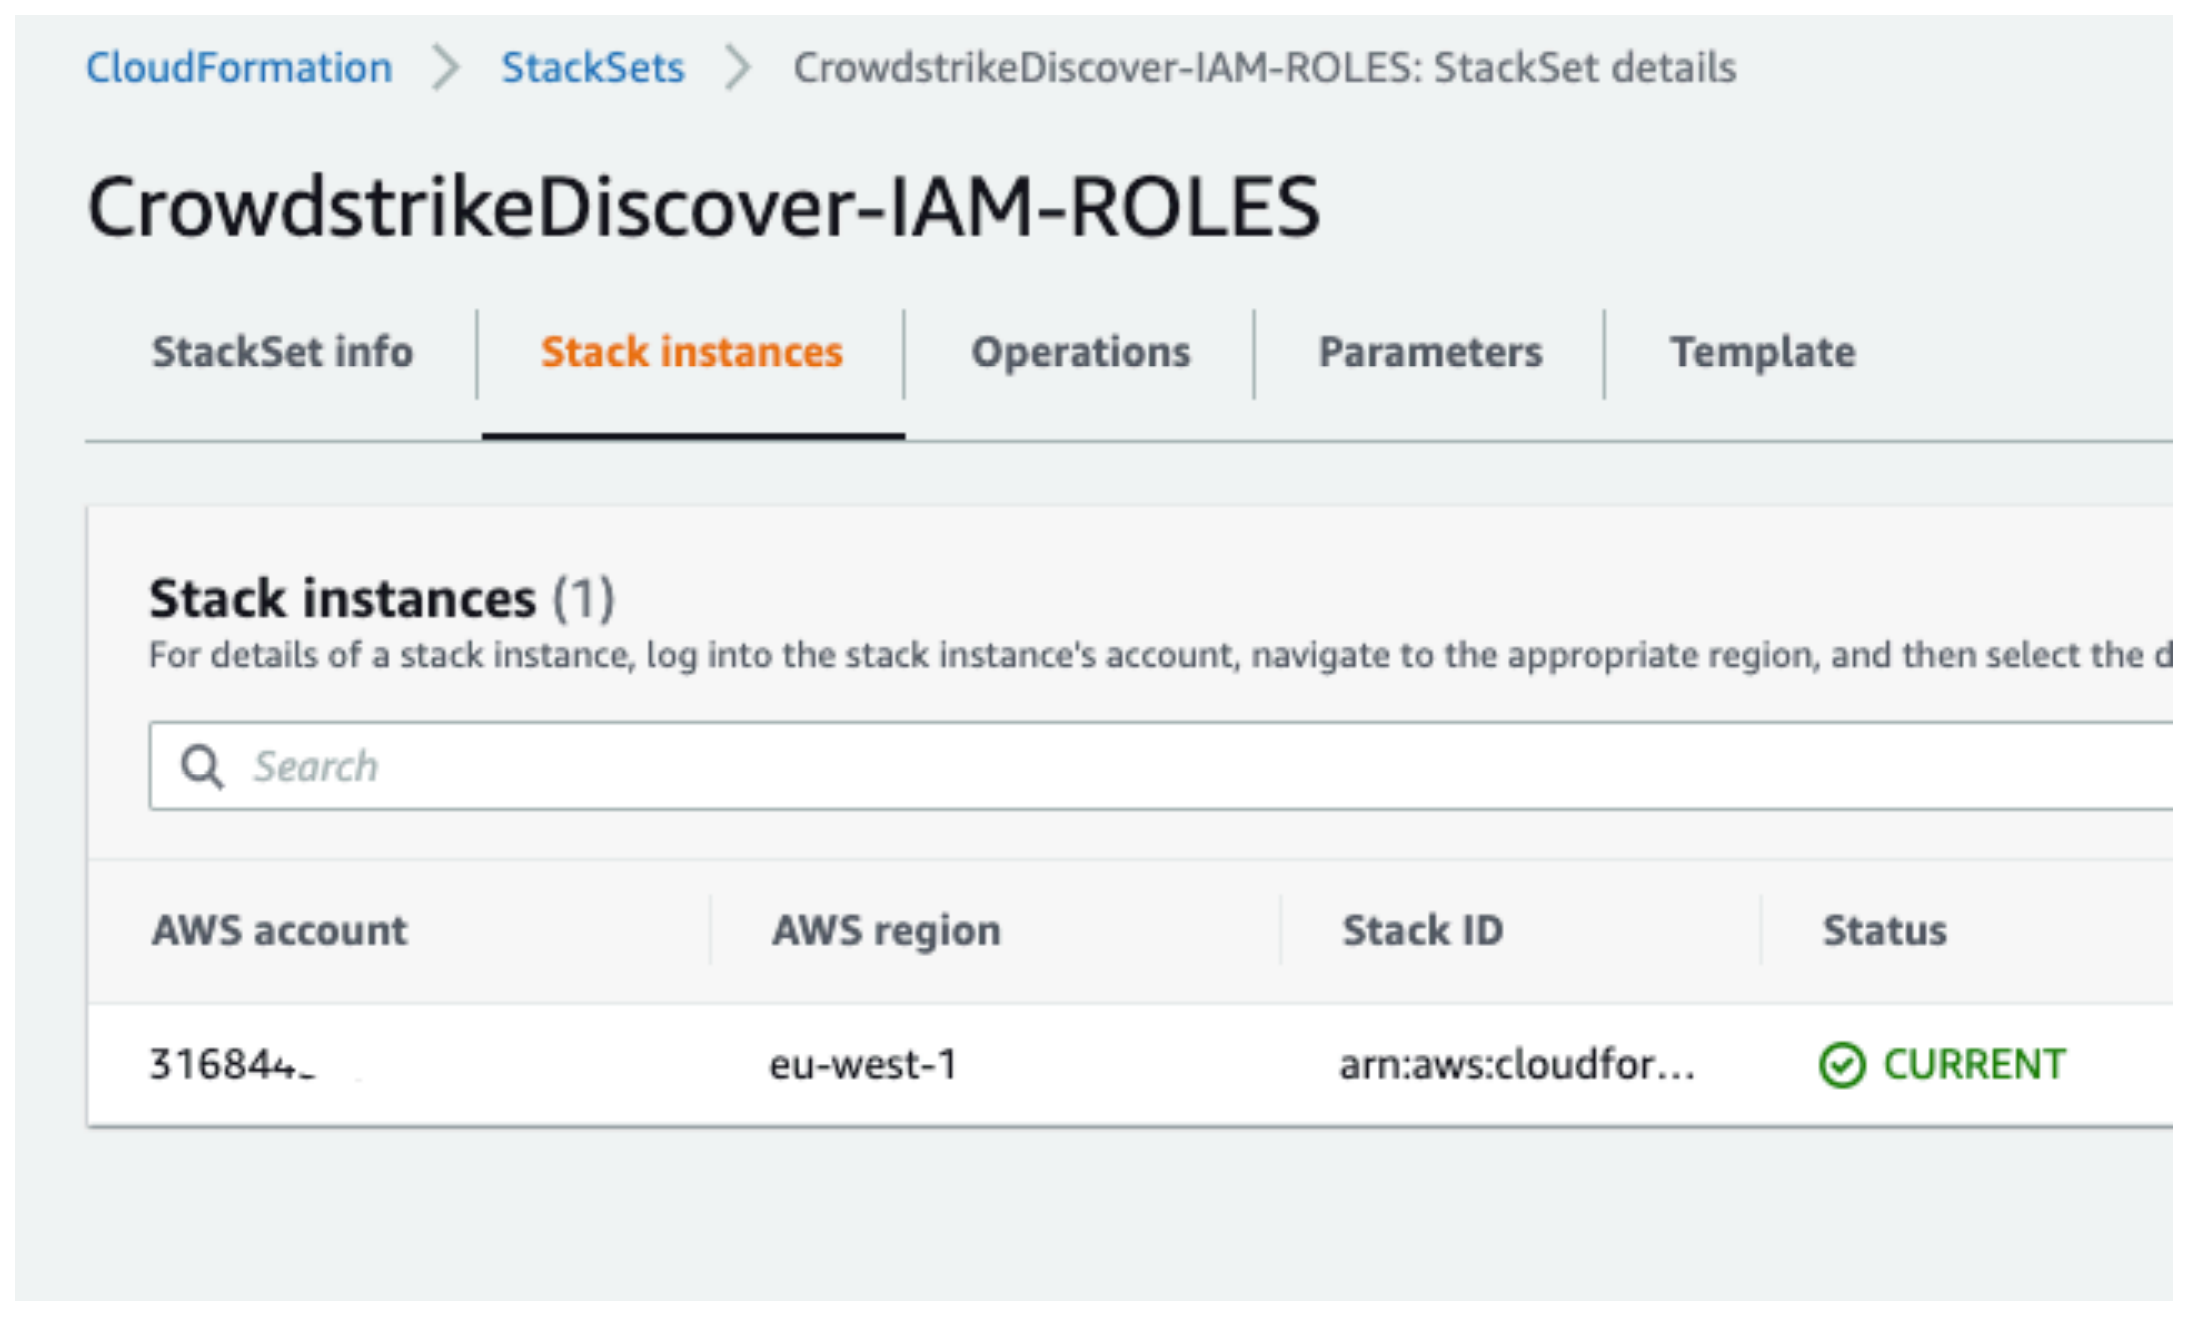 CloudFormation > StackSets > CrowdstrikeDiscover-IAM-ROLES: StackSet details
CrowdstrikeDiscover-IAM-ROLES
StackSet info Stack instances Operations Parameters Template
Stack instances (1)
For details of a stack instance, log into the stack instance's account, navigate to the appropriate region, and then select the
Search
AWS account AWS region Stack ID Status
eu-west-1 arn:aws:cloudfor... CURRENT